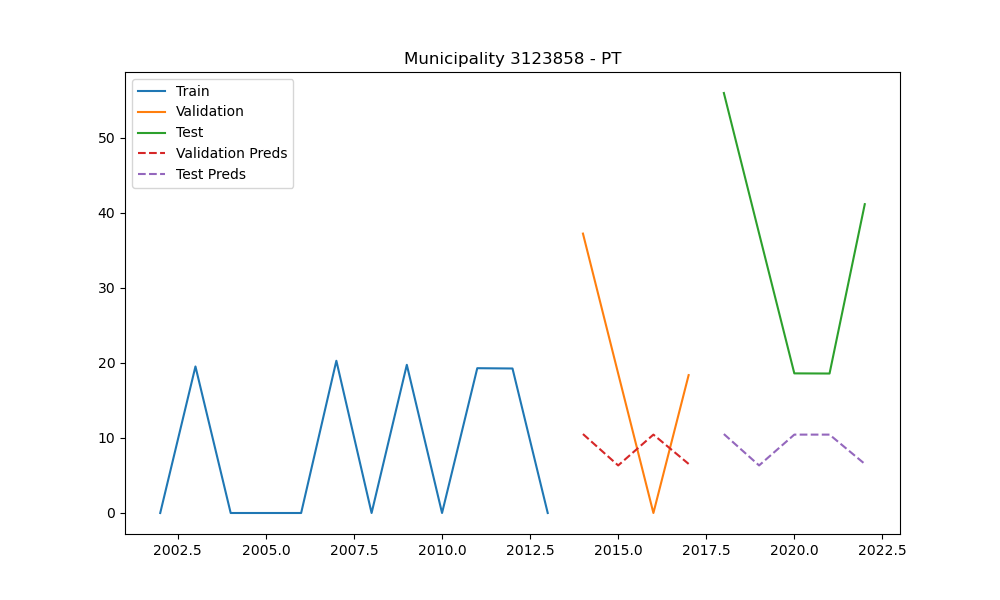 Municipality 3123858 - PT
Train
Validation
Test
Validation Preds
Test Preds
50
40
30
20
10
0
2002.5 2005.0 2007.5 2010.0 2012.5 2015.0 2017.5 2020.0 2022.5